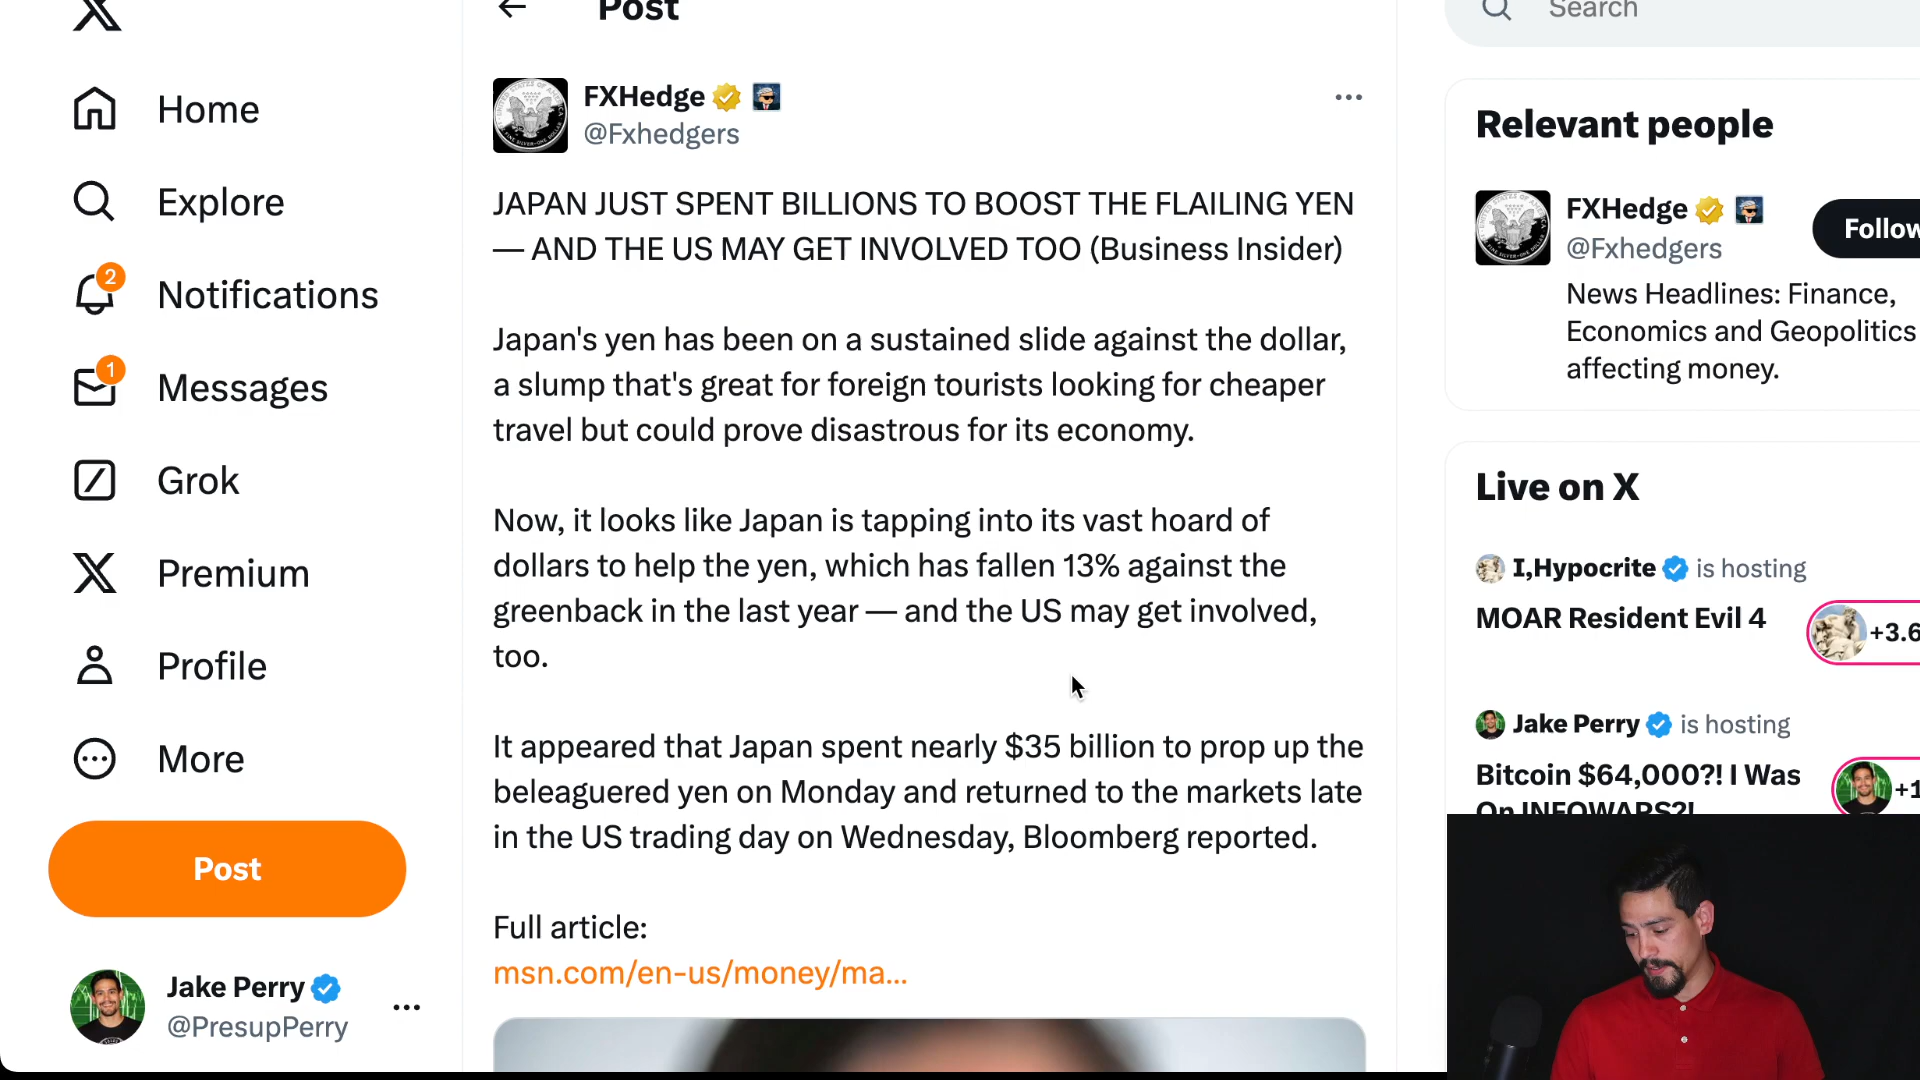 Post
Search
Home
Explore
2
Notifications
1
Messages
Grok
Premium
Profile
More
Post
Jake Perry
@PresupPerry
FXHedge
@Fxhedgers
JAPAN JUST SPENT BILLIONS TO BOOST THE FLAILING YEN
— AND THE US MAY GET INVOLVED TOO (Business Insider)
Japan's yen has been on a sustained slide against the dollar,
a slump that's great for foreign tourists looking for cheaper
travel but could prove disastrous for its economy.
Now, it looks like Japan is tapping into its vast hoard of
dollars to help the yen, which has fallen 13% against the
greenback in the last year — and the US may get involved,
too.
It appeared that Japan spent nearly $35 billion to prop up the
beleaguered yen on Monday and returned to the markets late
in the US trading day on Wednesday, Bloomberg reported.
Full article:
msn.com/en-us/money/ma...
Relevant people
FXHedge
@Fxhedgers
Follow
News Headlines: Finance,
Economics and Geopolitics
affecting money.
Live on X
I,Hypocrite is hosting
MOAR Resident Evil 4
+3.6
Jake Perry is hosting
Bitcoin $64,000?! I Was
On INFOWARS?!
+1